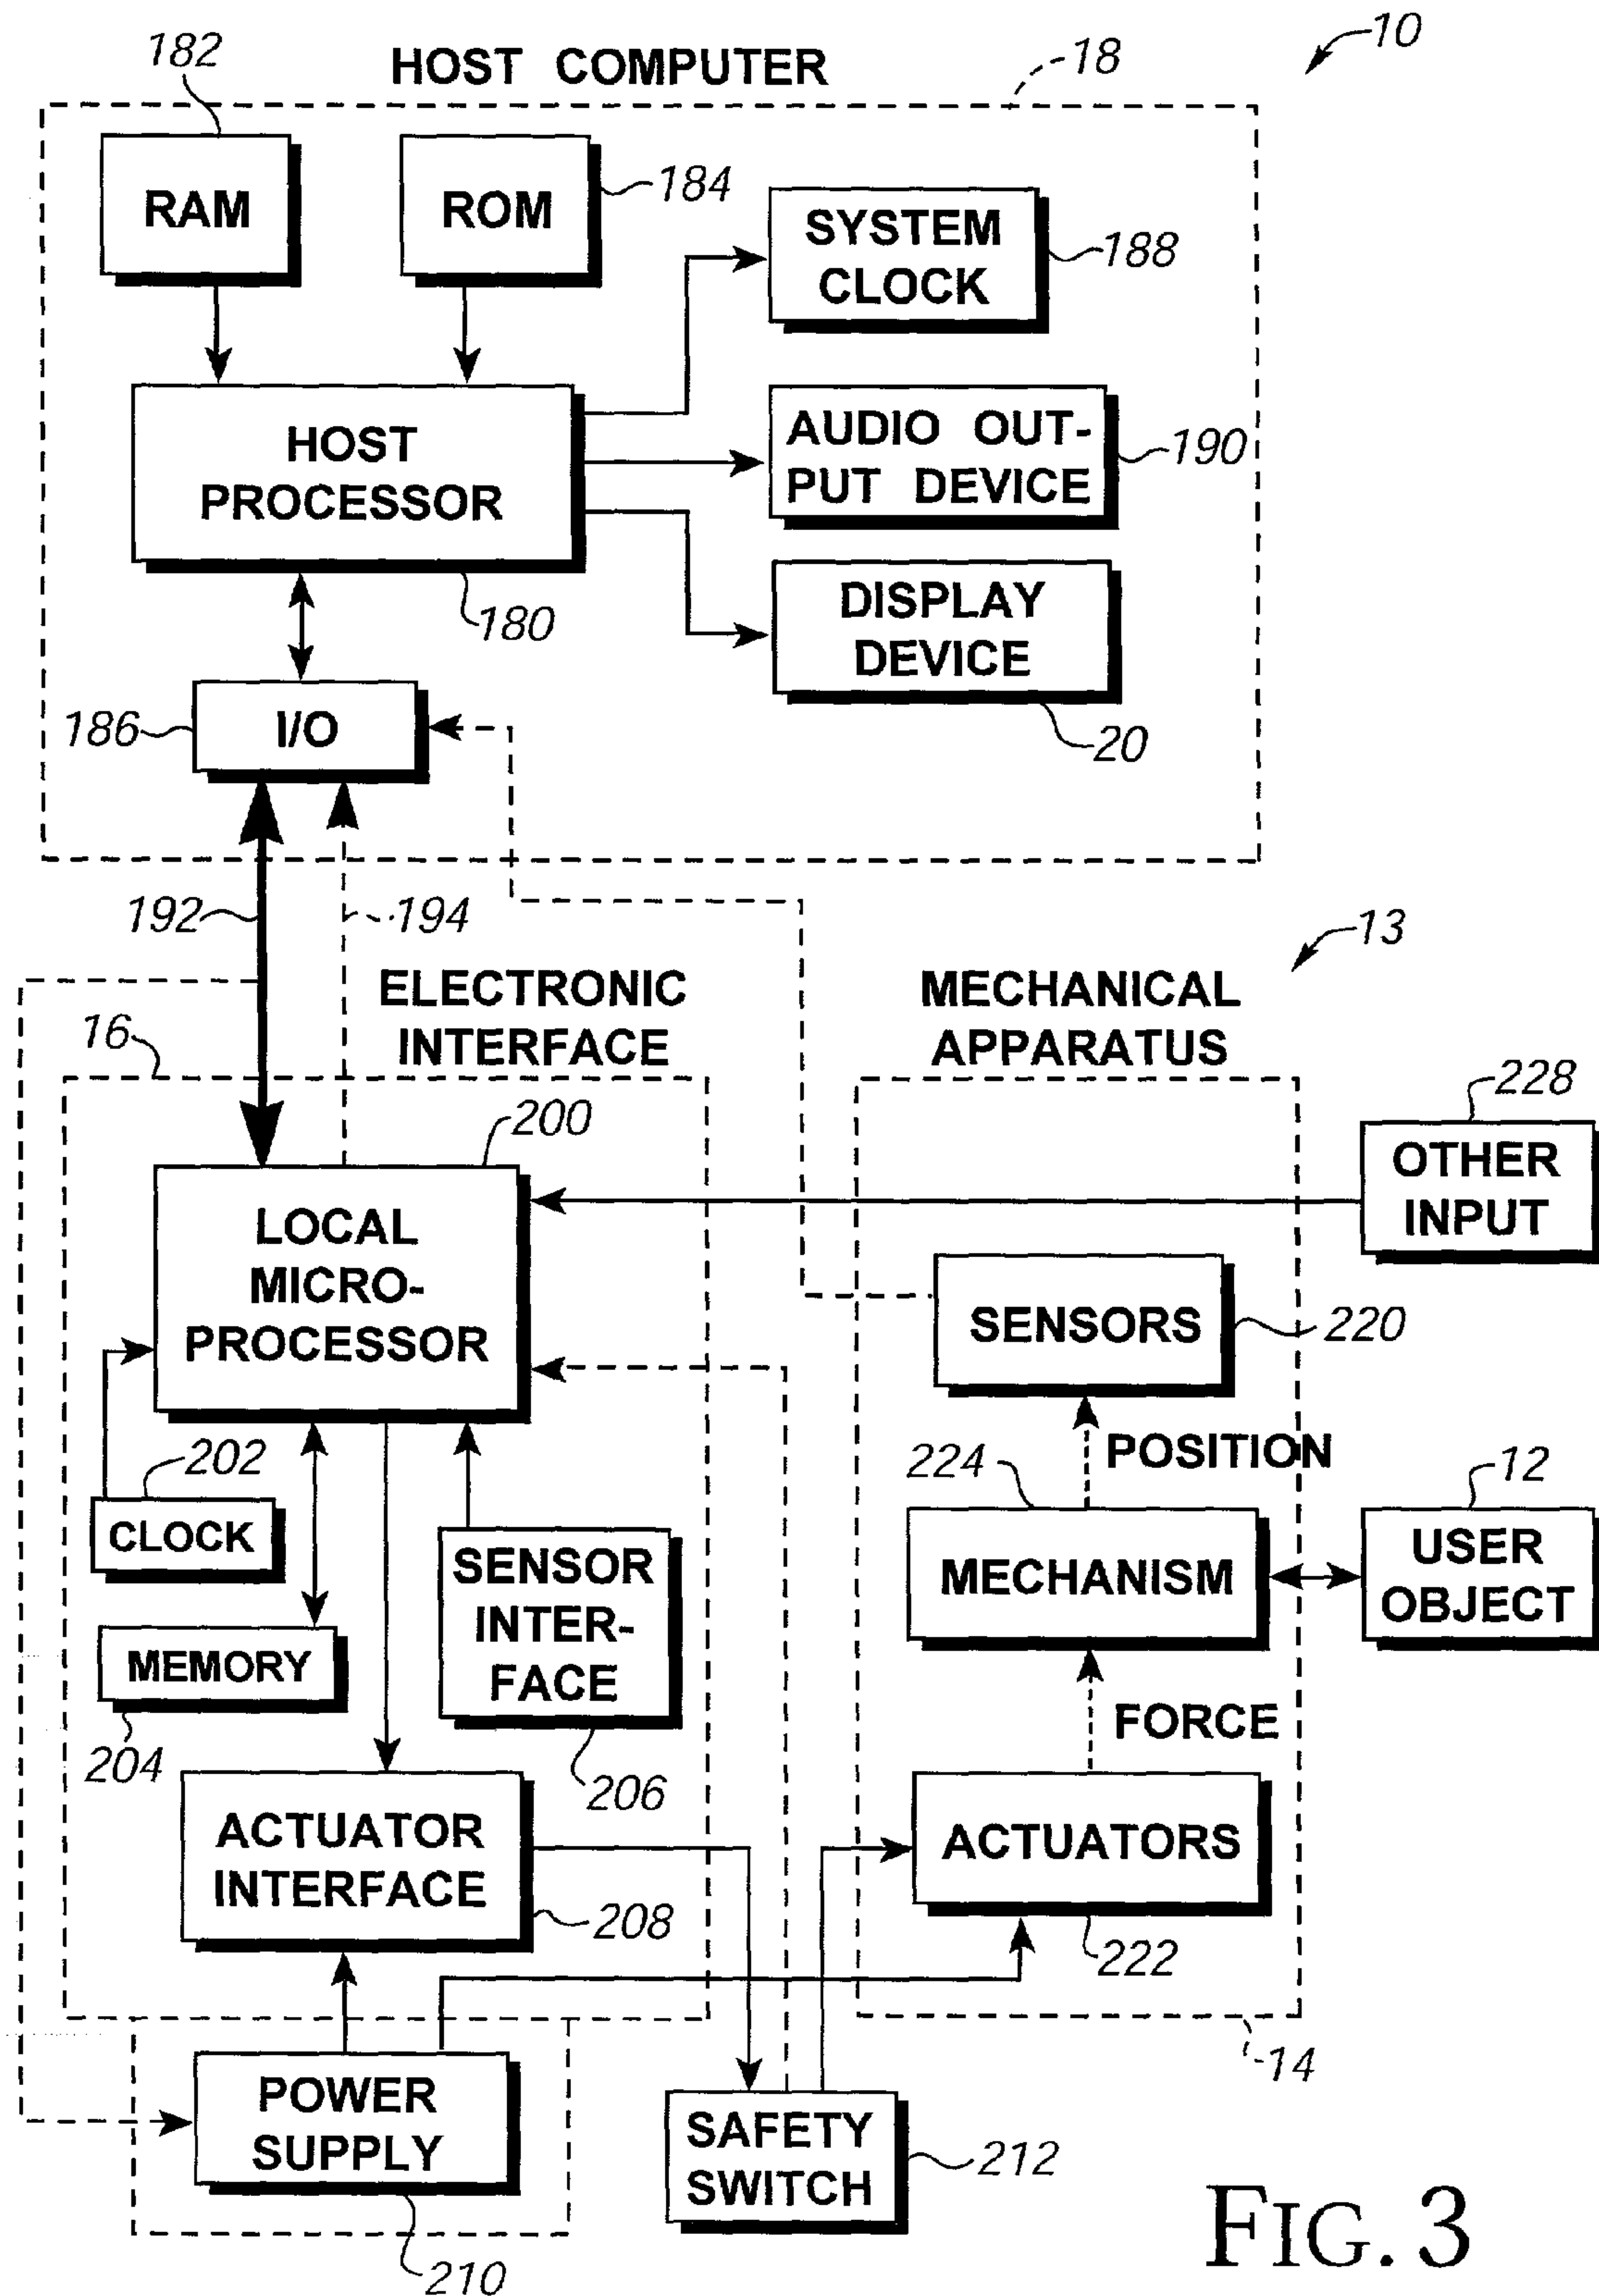 10
182
HOST COMPUTER
18
RAM
ROM
184
SYSTEM
CLOCK
188
HOST
PROCESSOR
180
AUDIO OUT-
PUT DEVICE
190
DISPLAY
DEVICE
20
186
I/O
192
194
13
ELECTRONIC
INTERFACE
MECHANICAL
APPARATUS
16
200
228
OTHER
INPUT
LOCAL
MICRO-
PROCESSOR
SENSORS
220
POSITION
202
CLOCK
224
12
MECHANISM
USER
OBJECT
SENSOR
INTER-
FACE
206
MEMORY
204
FORCE
ACTUATOR
INTERFACE
208
ACTUATORS
222
14
POWER
SUPPLY
210
SAFETY
SWITCH
212
FIG. 3